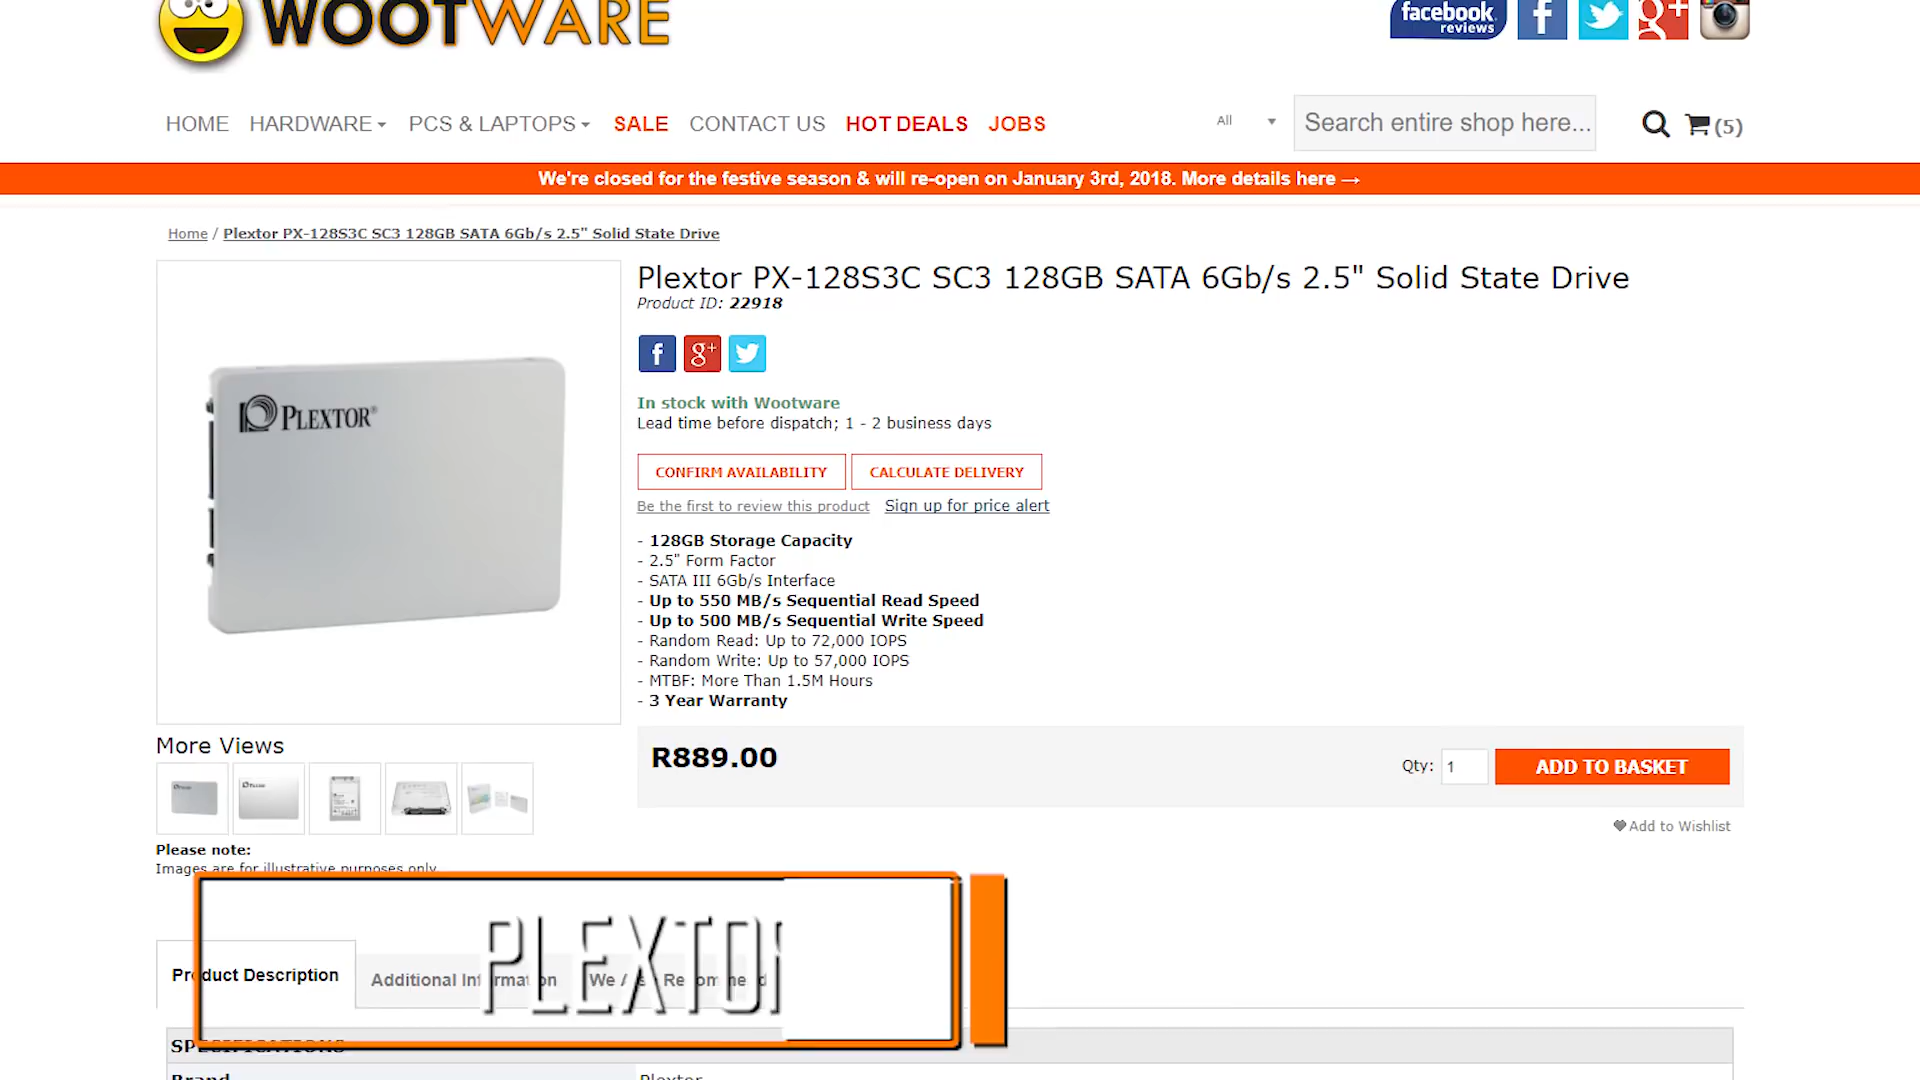 WOOTWARE
facebook
reviews
HOME HARDWARE PCS & LAPTOPS SALE CONTACT US HOT DEALS JOBS All Search entire shop here... (5)
We're closed for the festive season & will re-open on January 3rd, 2018. More details here →
Home / Plextor PX-128S3C SC3 128GB SATA 6Gb/s 2.5" Solid State Drive
Plextor PX-128S3C SC3 128GB SATA 6Gb/s 2.5" Solid State Drive
Product ID: 22918
PLEXTOR®
In stock with Wootware
Lead time before dispatch; 1 - 2 business days
CONFIRM AVAILABILITY CALCULATE DELIVERY
Be the first to review this product Sign up for price alert
- 128GB Storage Capacity
- 2.5" Form Factor
- SATA III 6Gb/s Interface
- Up to 550 MB/s Sequential Read Speed
- Up to 500 MB/s Sequential Write Speed
- Random Read: Up to 72,000 IOPS
- Random Write: Up to 57,000 IOPS
- MTBF: More Than 1.5M Hours
- 3 Year Warranty
More Views
R889.00
Qty: 1 ADD TO BASKET
Add to Wishlist
Please note:
Images are for illustrative purposes only
PLEXTOR
Product Description Additional Information We Also Recommend
SPECIFICATIONS
Brand Plextor